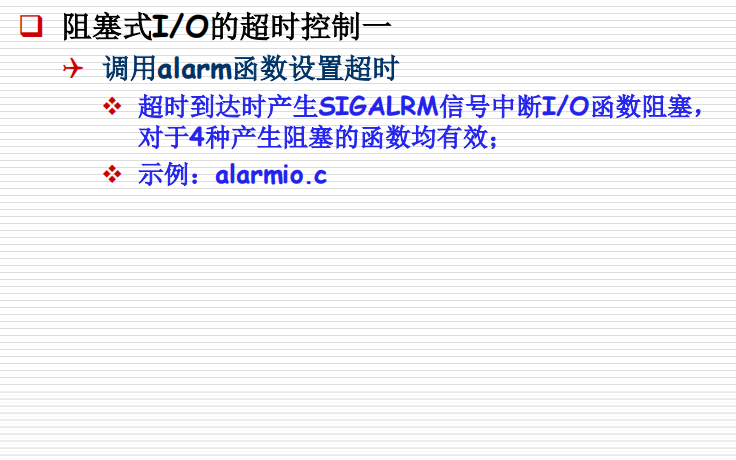 阻塞式I/O的超时控制一
调用alarm函数设置超时
超时到达时产生SIGALRM信号中断I/O函数阻塞，
对于4种产生阻塞的函数均有效；
示例：alarmio.c